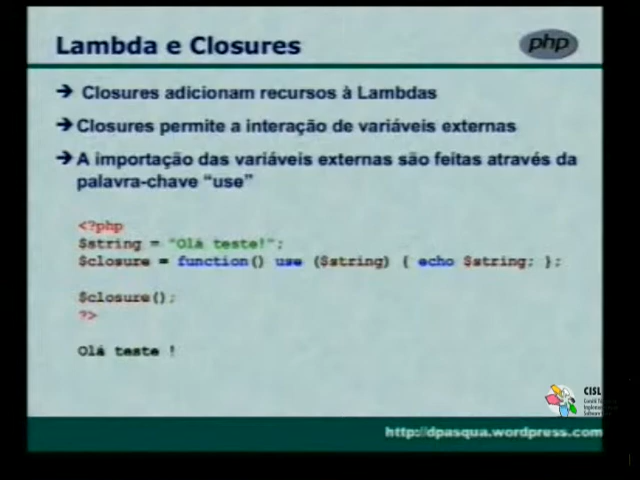 Lambda e Closures
php
➔ Closures adicionam recursos à Lambdas
➔ Closures permite a interação de variáveis externas
➔ A importação das variáveis externas são feitas através da
palavra-chave "use"
<?php
$string = "Olá teste!";
$closure = function() use ($string) { echo $string; };
$closure();
?>
Olá teste !
CISL
http://dpasqua.wordpress.com